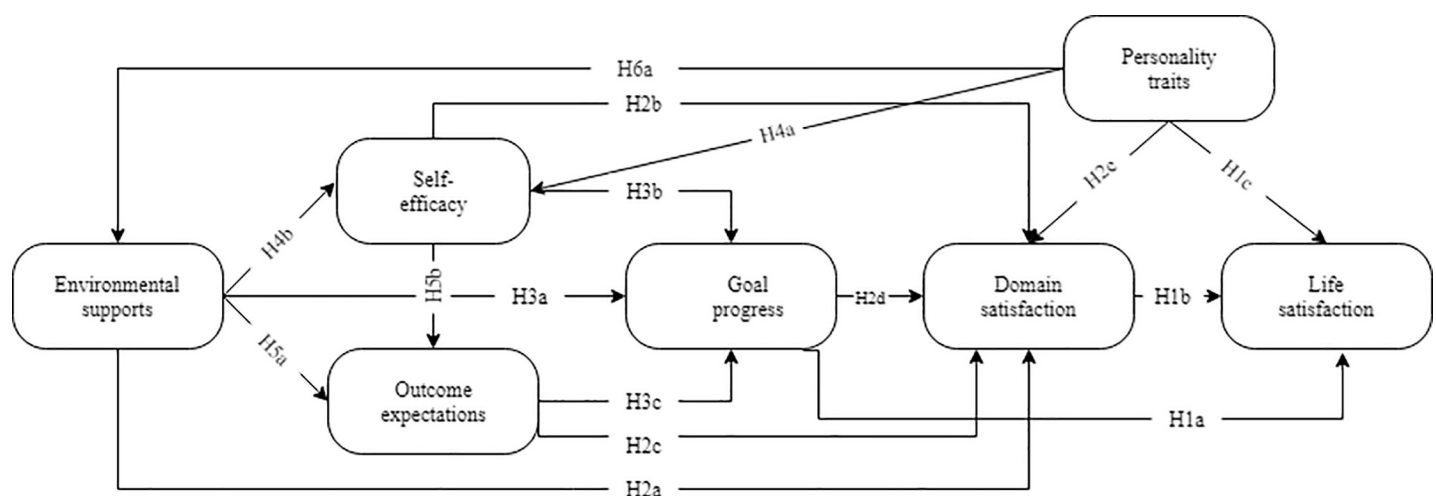 Personality
traits
H6a
H2b
H4a
Self-
efficacy
H3b
H2c
H1c
H4b
Environmental
supports
H5b
H3a
Goal
progress
H2d
Domain
satisfaction
H1b
Life
satisfaction
H5a
Outcome
expectations
H3c
H1a
H2c
H2a